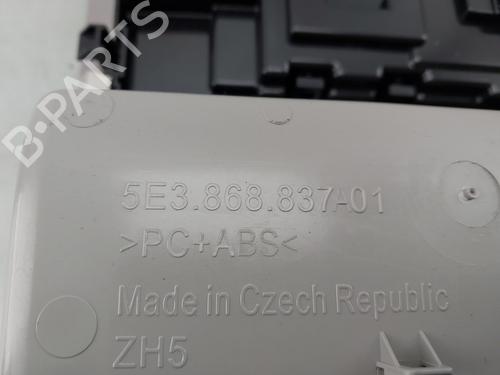 B-PARTS
5E3.868.837A01
>PC+ABS<
Made in Czech Republic
ZH5